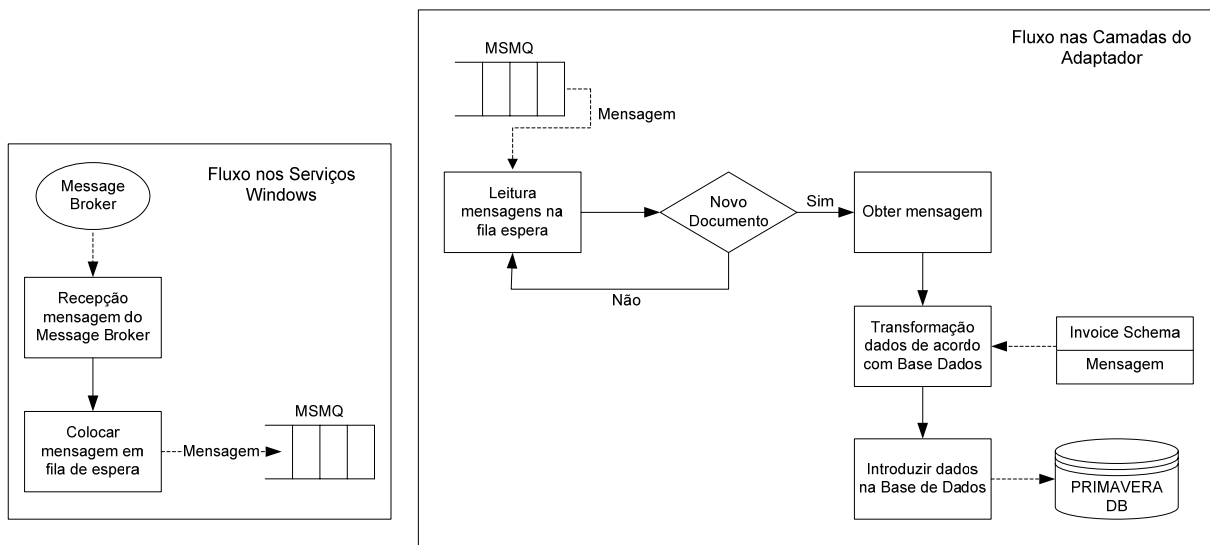 Fluxo nos Serviços
Windows
Message
Broker
Recepção
mensagem do
Message Broker
Colocar
mensagem em
fila de espera
Mensagem
MSMQ
Fluxo nas Camadas do
Adaptador
MSMQ
Mensagem
Leitura
mensagens na
fila espera
Novo
Documento
Sim
Não
Obter mensagem
Transformação
dados de acordo
com Base Dados
Invoice Schema
Mensagem
Introduzir dados
na Base de Dados
PRIMAVERA
DB